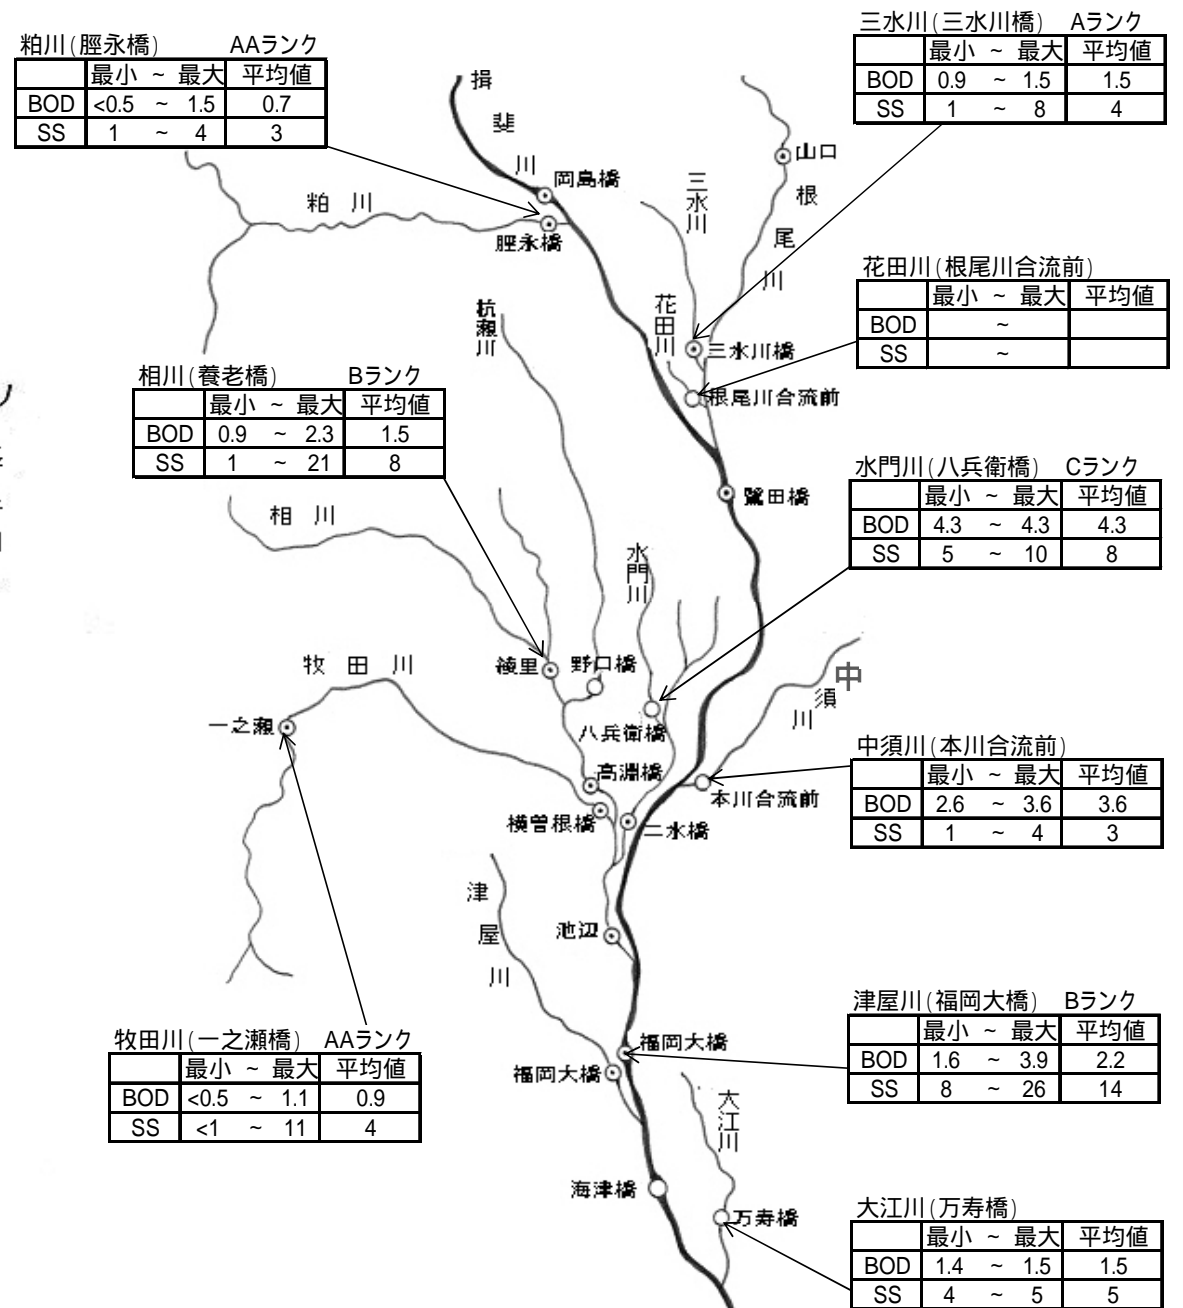 粕川(脛永橋) AAランク
最小 ~ 最大 平均値
BOD <0.5 ~ 1.5 0.7
SS 1 ~ 4 3
三水川(三水川橋) Aランク
最小 ~ 最大 平均値
BOD 0.9 ~ 1.5 1.5
SS 1 ~ 8 4
揖斐川
岡島橋
山口
根尾川
三水川
粕川
脛永橋
花田川(根尾川合流前)
最小 ~ 最大 平均値
BOD ~
SS ~
杭瀬川
花田川
三水川橋
根尾川合流前
相川(養老橋) Bランク
最小 ~ 最大 平均値
BOD 0.9 ~ 2.3 1.5
SS 1 ~ 21 8
水門川(八兵衛橋) Cランク
最小 ~ 最大 平均値
BOD 4.3 ~ 4.3 4.3
SS 5 ~ 10 8
鷺田橋
相川
水門川
牧田川
綾里
野口橋
中須川
一之瀬
八兵衛橋
中須川(本川合流前)
最小 ~ 最大 平均値
BOD 2.6 ~ 3.6 3.6
SS 1 ~ 4 3
高淵橋
本川合流前
横曽根橋
二水橋
津屋川
池辺
津屋川(福岡大橋) Bランク
最小 ~ 最大 平均値
BOD 1.6 ~ 3.9 2.2
SS 8 ~ 26 14
牧田川(一之瀬橋) AAランク
最小 ~ 最大 平均値
BOD <0.5 ~ 1.1 0.9
SS <1 ~ 11 4
福岡大橋
福岡大橋
大江川
海津橋
万寿橋
大江川(万寿橋)
最小 ~ 最大 平均値
BOD 1.4 ~ 1.5 1.5
SS 4 ~ 5 5